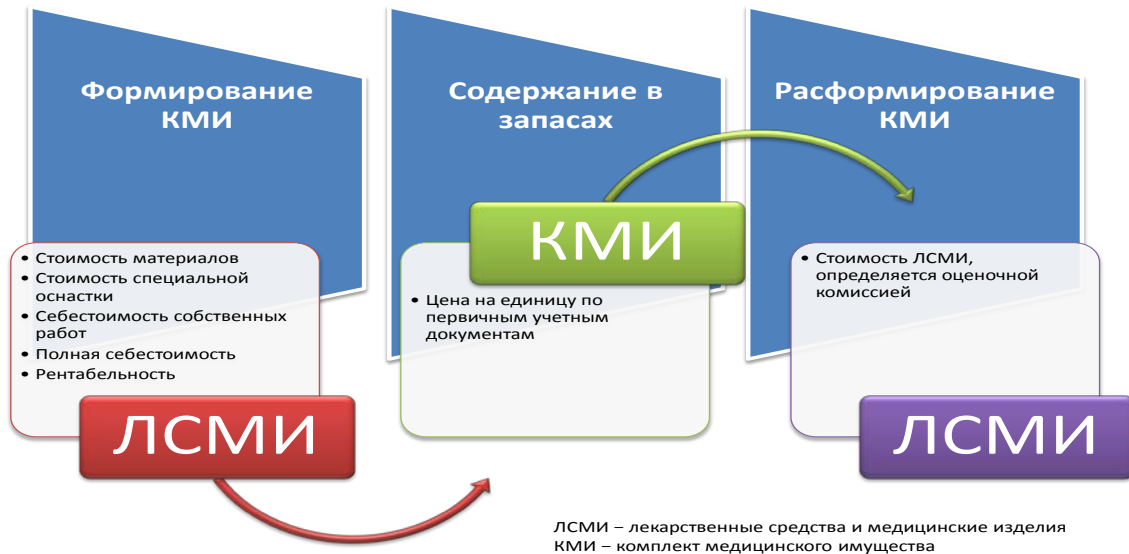 Формирование
КМИ
• Стоимость материалов
• Стоимость специальной
оснастки
• Себестоимость собственных
работ
• Полная себестоимость
• Рентабельность
ЛСМИ
Содержание в
запасах
КМИ
• Цена на единицу по
первичным учетным
документам
Расформирование
КМИ
• Стоимость ЛСМИ,
определяется оценочной
комиссией
ЛСМИ
ЛСМИ – лекарственные средства и медицинские изделия
КМИ – комплект медицинского имущества